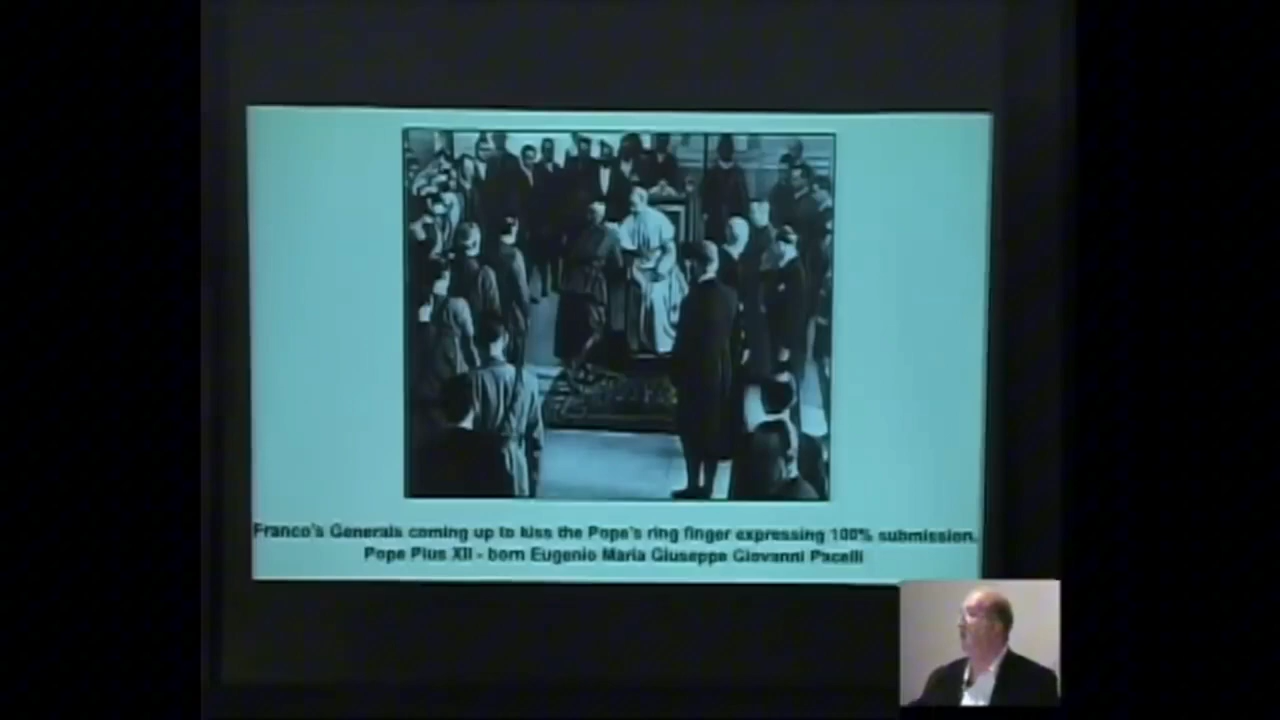 Franco's Generals coming up to kiss the Pope's ring finger expressing 100% submission.
Pope Pius XII - born Eugenio Maria Giuseppe Giovanni Pacelli